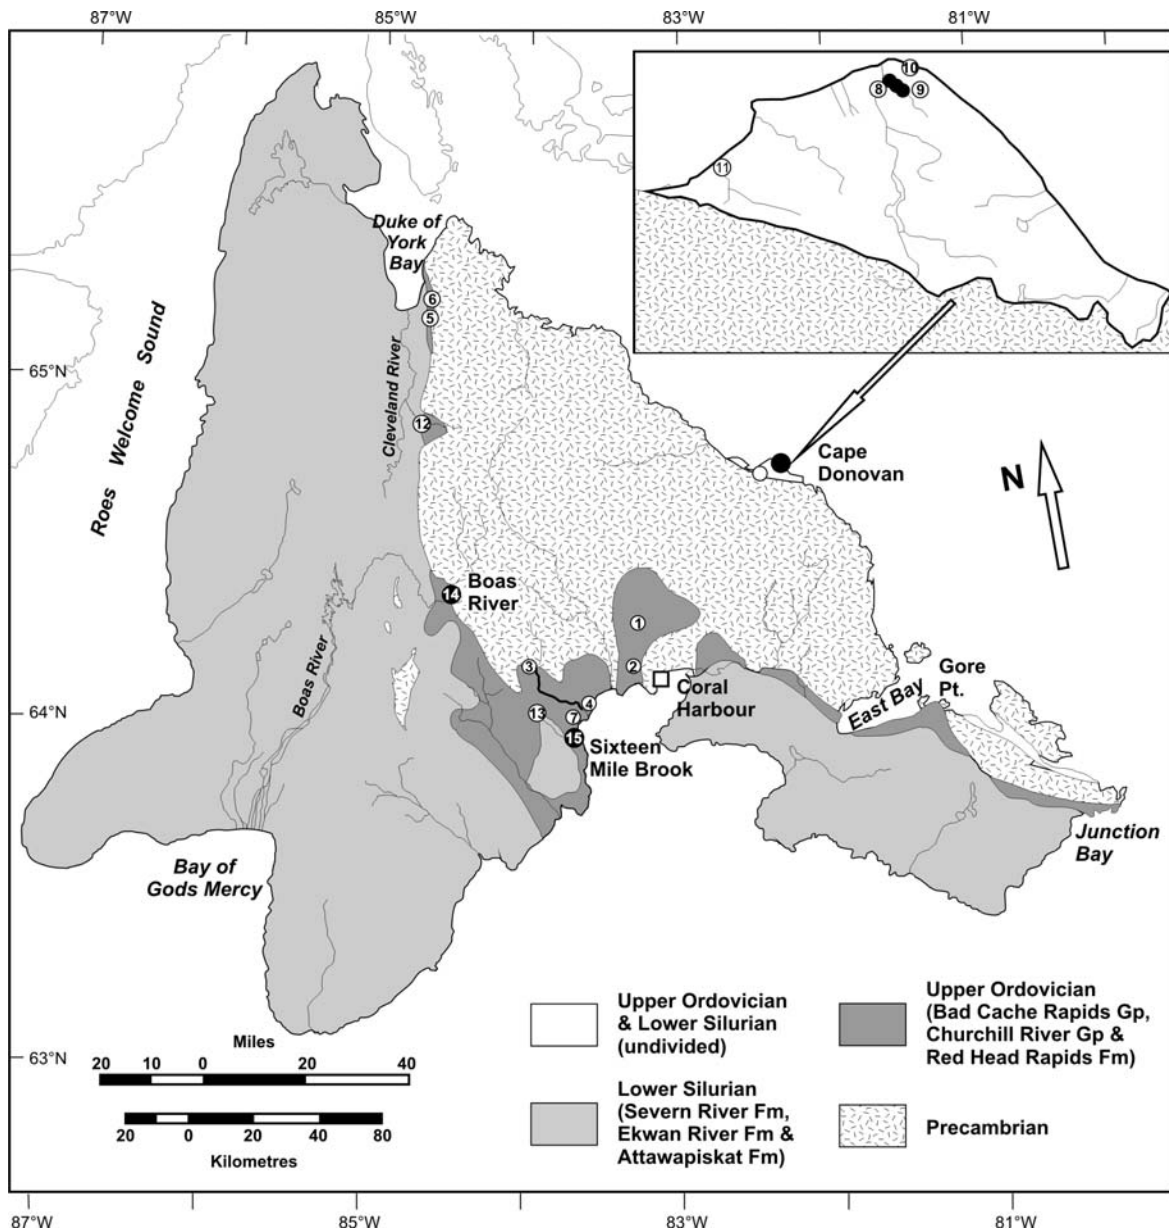 87°W
85°W
83°W
81°W
10
8
9
11
Duke of
York
Bay
6
5
Roes Welcome Sound
Cleveland River
65°N
12
Cape
Donovan
N
14
Boas
River
1
Boas River
3
2
Coral
Harbour
Gore
Pt.
East Bay
64°N
13
4
7
15
Sixteen
Mile Brook
Junction
Bay
Bay of
Gods Mercy
Upper Ordovician
& Lower Silurian
(undivided)
Upper Ordovician
(Bad Cache Rapids Gp,
Churchill River Gp &
Red Head Rapids Fm)
63°N
Miles
20 10 0 20 40
20 0 20 40 80
Kilometres
Lower Silurian
(Severn River Fm,
Ekwan River Fm &
Attawapiskat Fm)
Precambrian
87°W
85°W
83°W
81°W